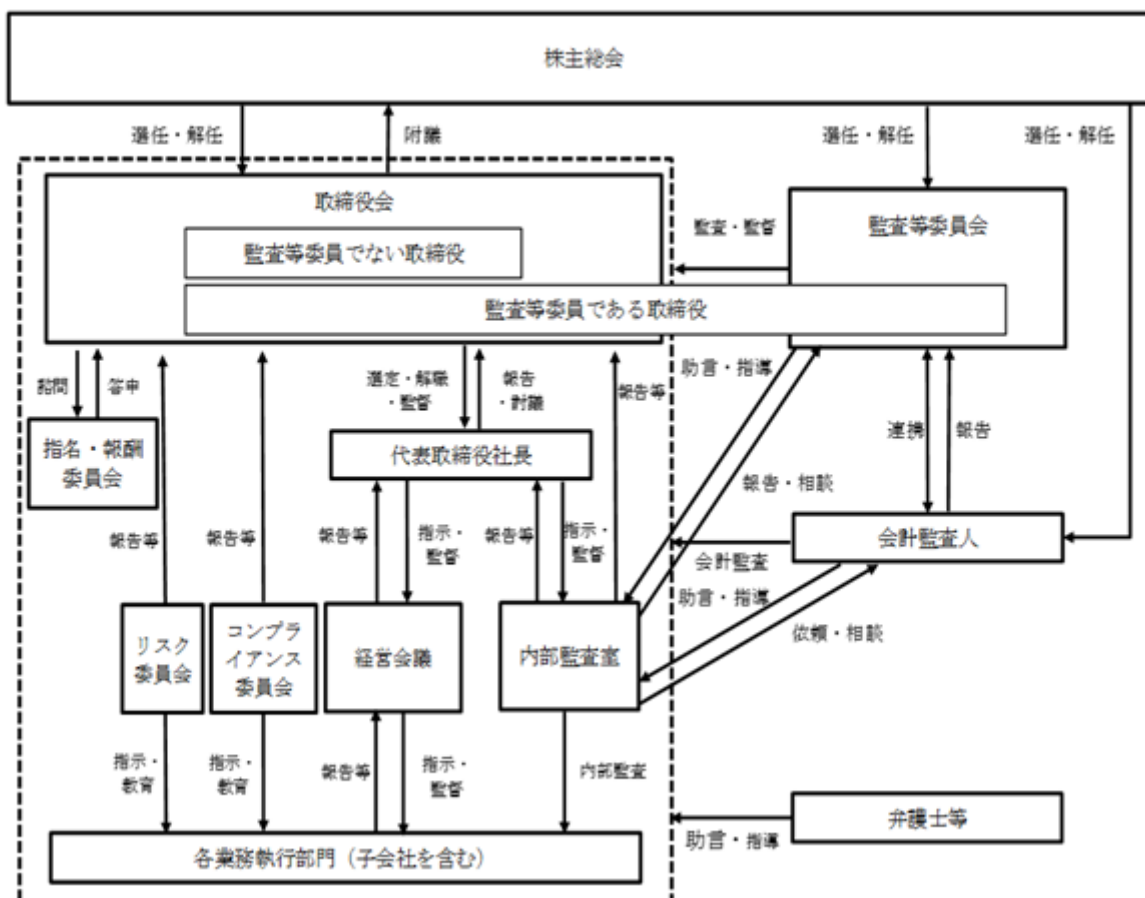 株主総会
選任・解任
附議
選任・解任
選任・解任
取締役会
監査等委員でない取締役
監査等委員である取締役
監査・監督
監査等委員会
諮問
答申
選定・解職
・監督
報告
・討議
報告等
助言・指導
連携
報告
指名・報酬
委員会
代表取締役社長
報告・相談
報告等
報告等
報告等
指示・
監督
報告等
指示・
監督
会計監査
会計監査人
助言・指導
依頼・相談
リスク
委員会
コンプラ
イアンス
委員会
経営会議
内部監査室
指示・
教育
指示・
教育
報告等
指示・
監督
内部監査
助言・指導
弁護士等
各業務執行部門（子会社を含む）